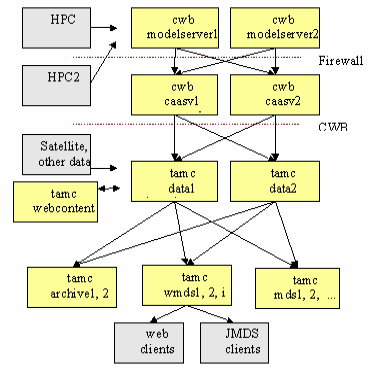 HPC
cwb
modelserver1
cwb
modelserver2
Firewall
HPC2
cwb
caasv1
cwb
caasv2
CWB
Satellite,
other data
tamc
data1
tamc
data2
tamc
webcontent
tamc
archive1, 2
tamc
wmds1, 2, i
tamc
mds1, 2, ...
web
clients
JMDS
clients